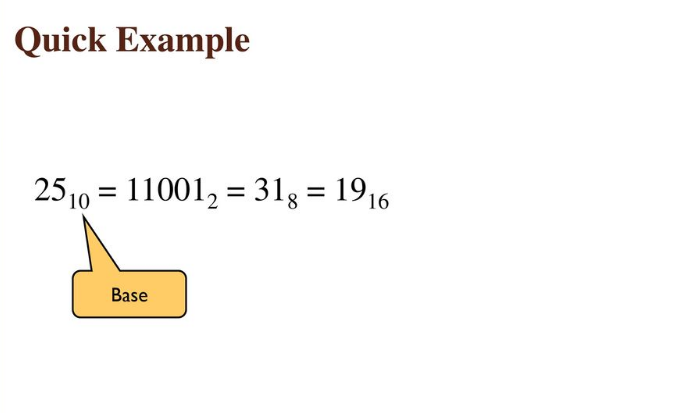 Quick Example
25₁₀ = 11001₂ = 31₈ = 19₁₆
Base